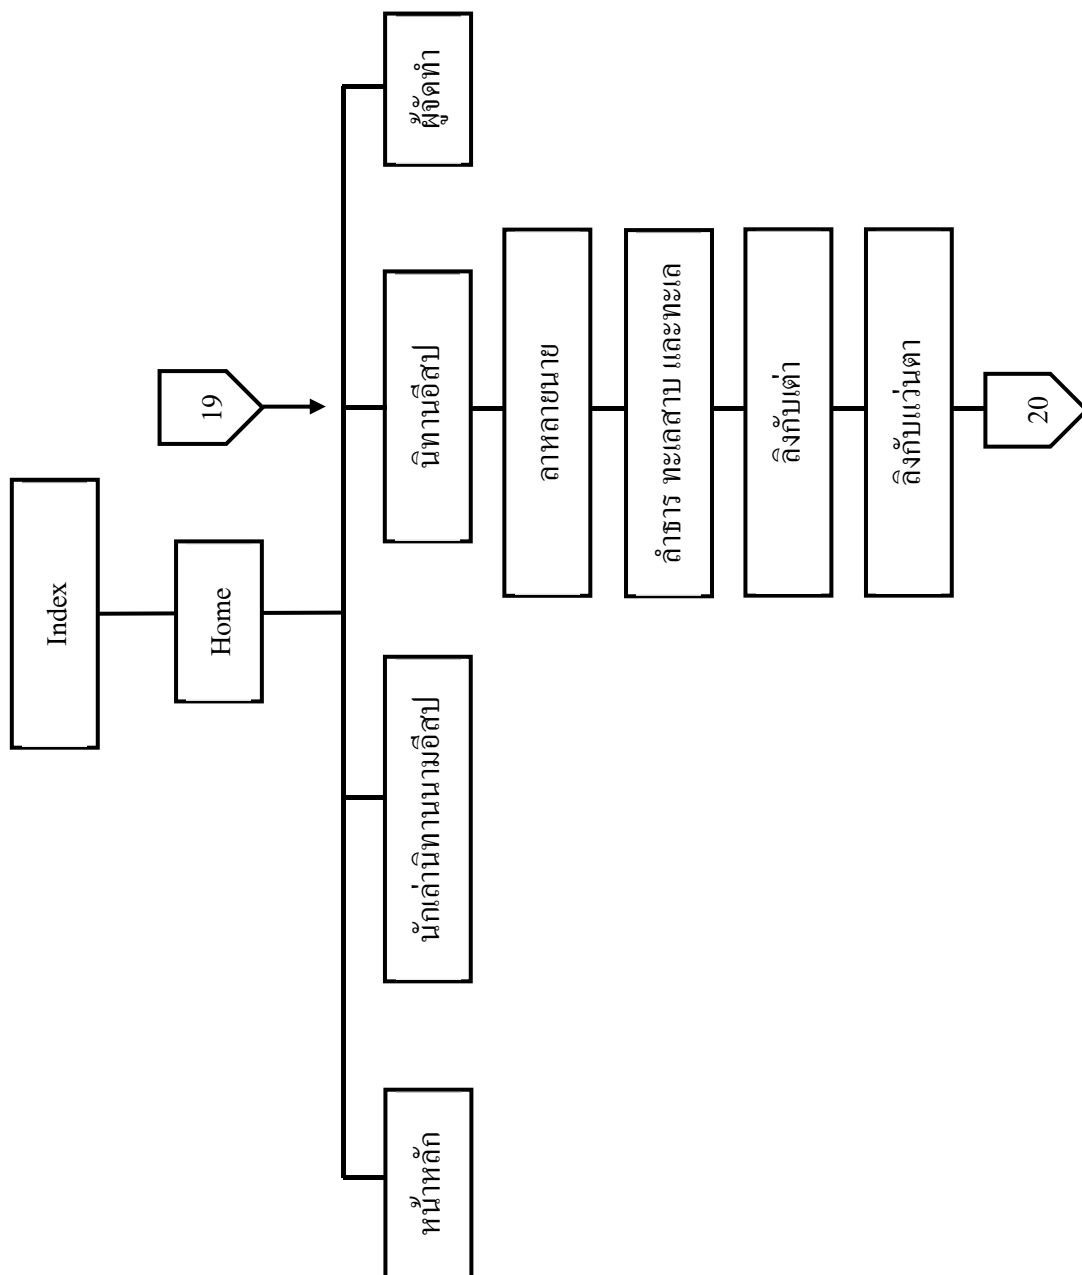 Index
Home
19
หน้าหลัก
นักเล่านิทานนามอีสป
นิทานอีสป
ผู้จัดทำ
ลาหลายนาย
ลำธาร ทะเลสาบ และทะเล
ลิงกับเต่า
ลิงกับแว่นตา
20